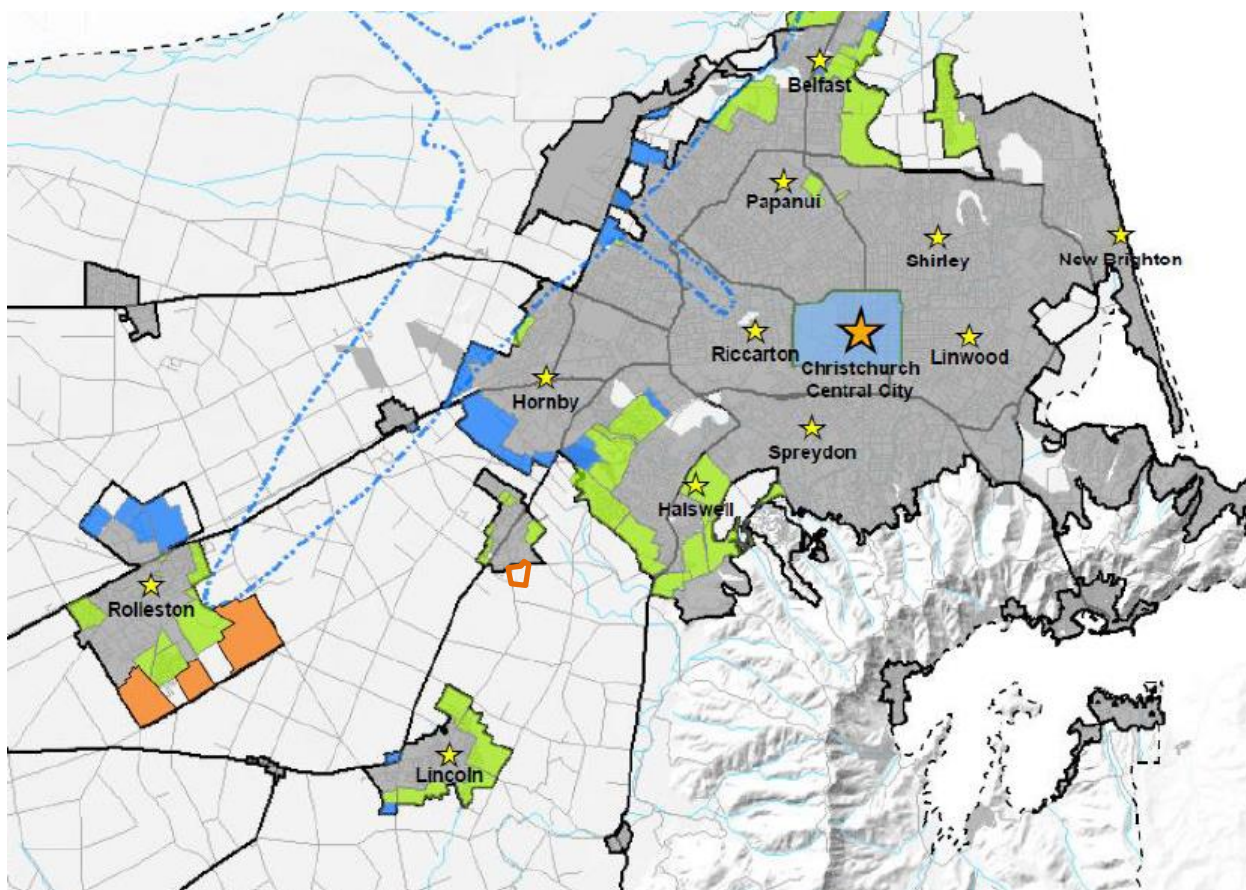 Belfast
Papanui
Shirley
New Brighton
Riccarton
Christchurch
Central City
Linwood
Hornby
Spreydon
Halswell
Rolleston
Lincoln